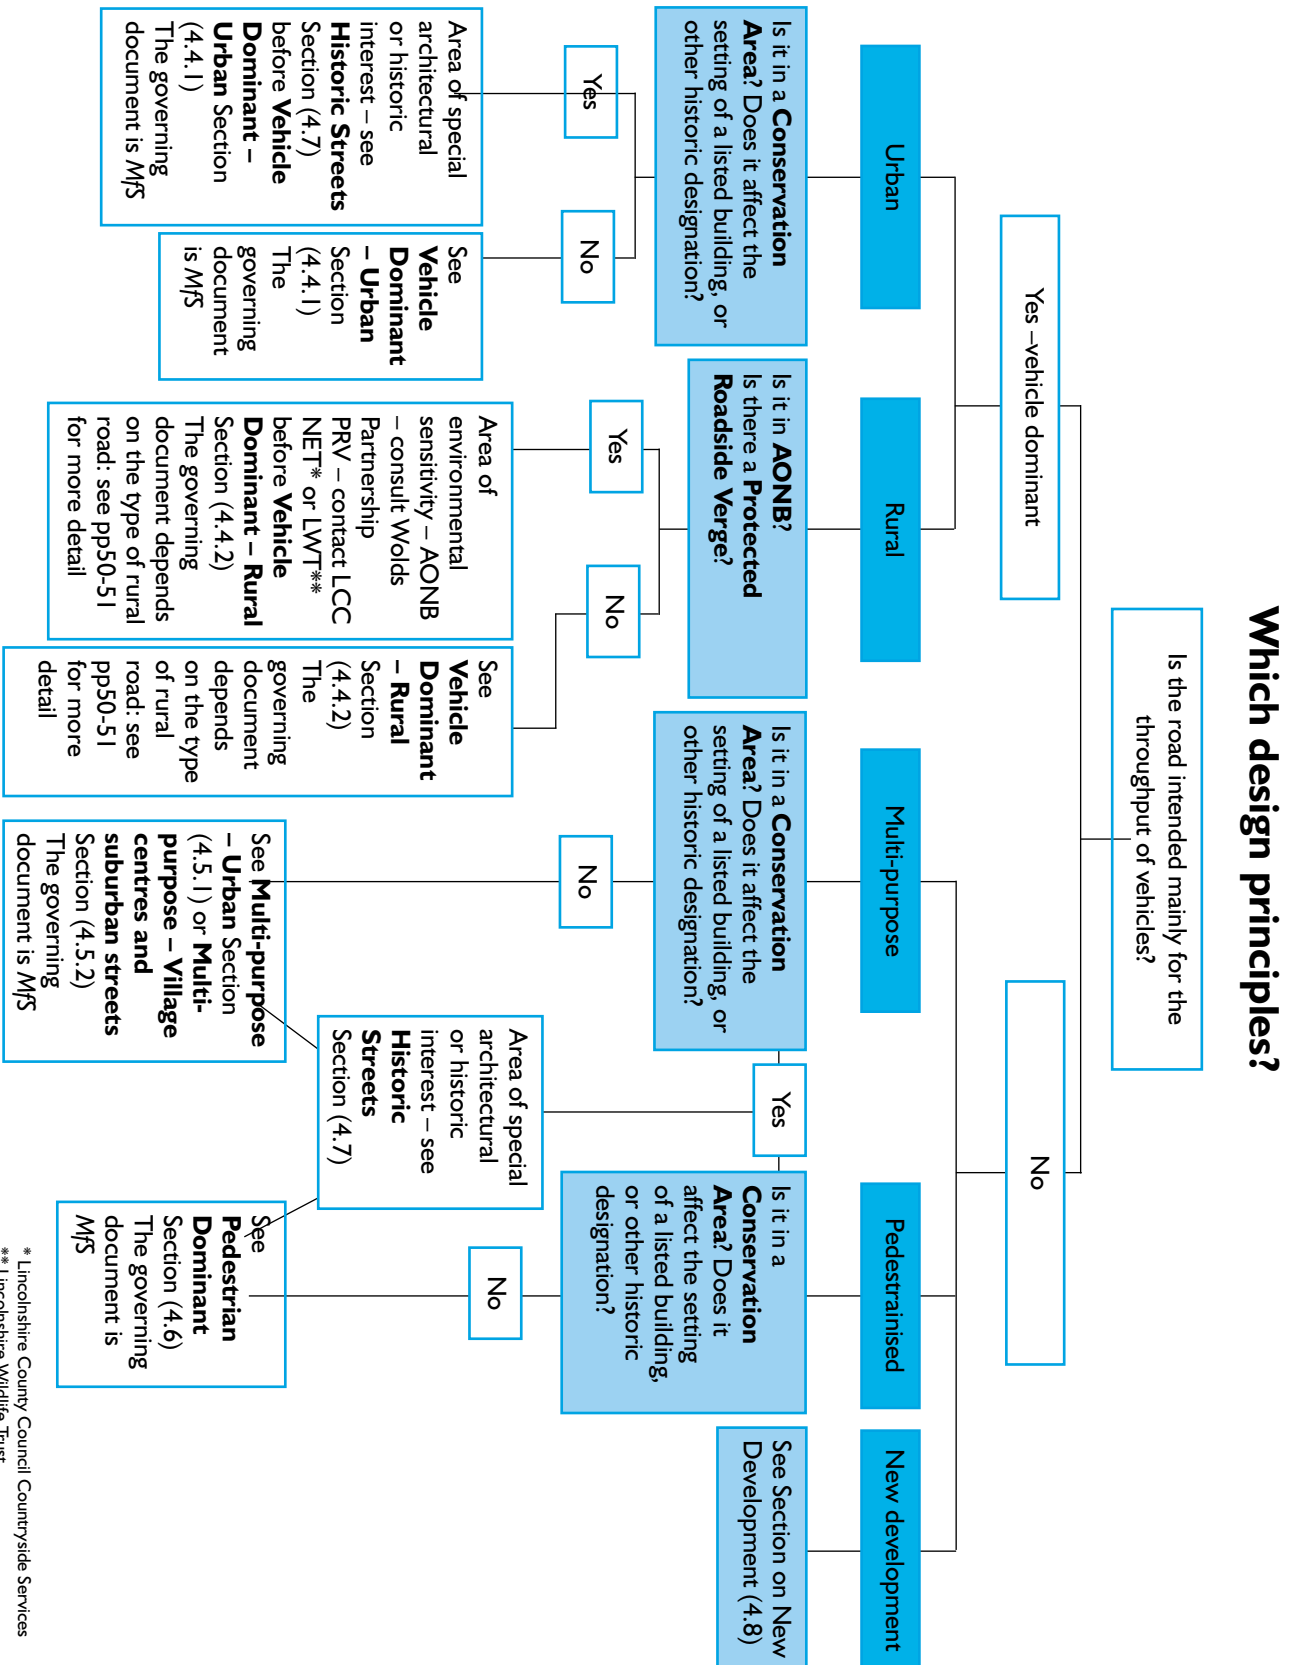 Which design principles?
Is the road intended mainly for the
throughput of vehicles?
Yes –vehicle dominant
No
Urban
Rural
Multi-purpose
Pedestrainised
New development
Is it in a Conservation
Area? Does it affect the
setting of a listed building, or
other historic designation?
Is it in AONB?
Is there a Protected
Roadside Verge?
Is it in a Conservation
Area? Does it affect the
setting of a listed building, or
other historic designation?
Yes
Is it in a
Conservation
Area? Does it
affect the setting
of a listed building,
or other historic
designation?
See Section on New
Development (4.8)
Yes
No
Yes
No
No
No
Area of special
architectural
or historic
interest – see
Historic Streets
Section (4.7)
before Vehicle
Dominant –
Urban Section
(4.4.1)
The governing
document is MfS
See
Vehicle
Dominant
– Urban
Section
(4.4.1)
The
governing
document
is MfS
Area of
environmental
sensitivity – AONB
– consult Wolds
Partnership
PRV – contact LCC
NET* or LWT**
before Vehicle
Dominant – Rural
Section (4.4.2)
The governing
document depends
on the type of rural
road: see pp50-51
for more detail
See
Vehicle
Dominant
– Rural
Section
(4.4.2)
The
governing
document
depends
on the type
of rural
road: see
pp50-51
for more
detail
Area of special
architectural
or historic
interest – see
Historic
Streets
Section (4.7)
See Multi-purpose
– Urban Section
(4.5.1) or Multi-
purpose – Village
centres and
suburban streets
Section (4.5.2)
The governing
document is MfS
See
Pedestrian
Dominant
Section (4.6)
The governing
document is
MfS
* Lincolnshire County Council Countryside Services
** Lincolnshire Wildlife Trust